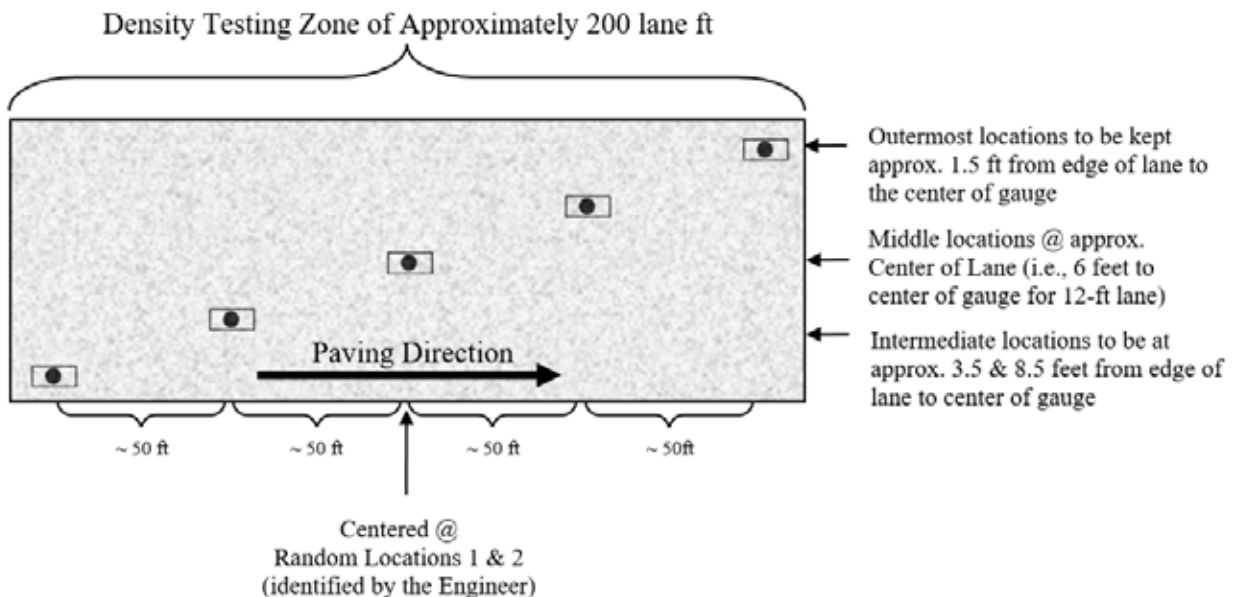 Density Testing Zone of Approximately 200 lane ft
Outermost locations to be kept
approx. 1.5 ft from edge of lane to
the center of gauge
Middle locations @ approx.
Center of Lane (i.e., 6 feet to
center of gauge for 12-ft lane)
Intermediate locations to be at
approx. 3.5 & 8.5 feet from edge of
lane to center of gauge
Paving Direction
~ 50 ft
~ 50 ft
~ 50 ft
~ 50ft
Centered @
Random Locations 1 & 2
(identified by the Engineer)